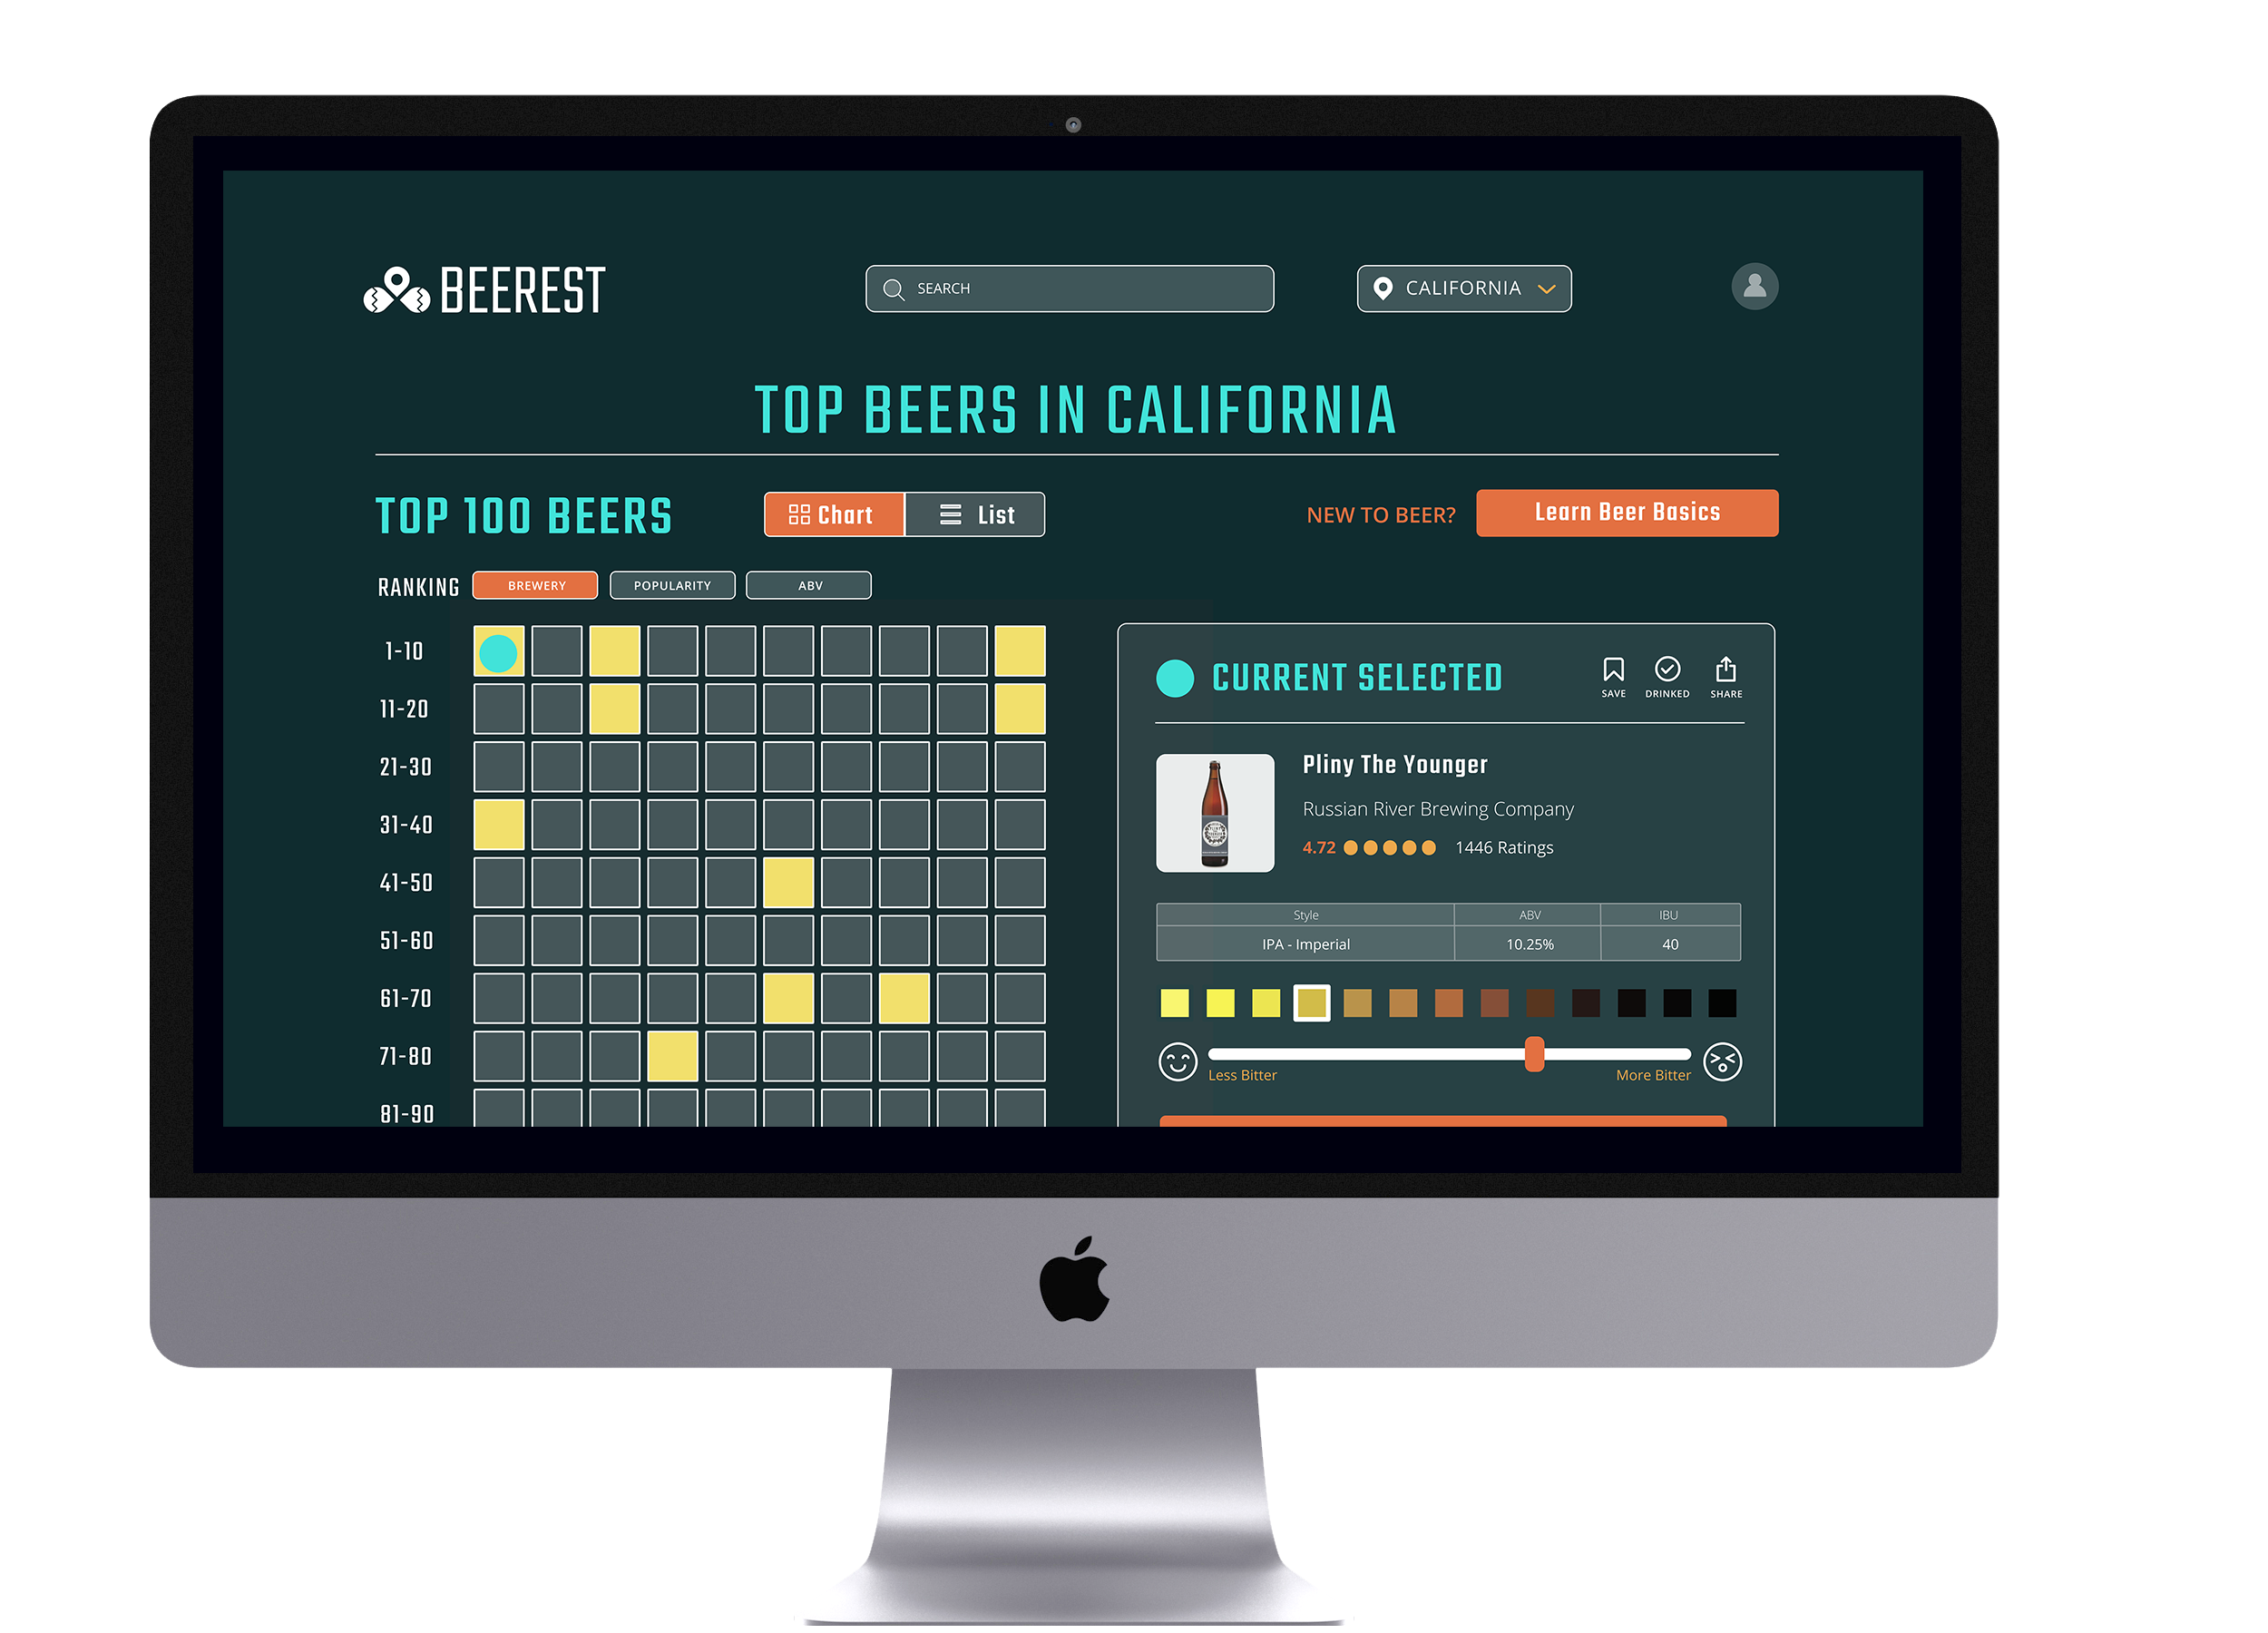 BEEREST
SEARCH
CALIFORNIA
TOP BEERS IN CALIFORNIA
TOP 100 BEERS
Chart
List
NEW TO BEER?
Learn Beer Basics
RANKING
BREWERY
POPULARITY
ABV
1-10
11-20
21-30
31-40
41-50
51-60
61-70
71-80
81-90
CURRENT SELECTED
SAVE
DRINKED
SHARE
Pliny The Younger
Russian River Brewing Company
4.72
1446 Ratings
Style ABV IBU
IPA - Imperial 10.25% 40
Less Bitter
More Bitter